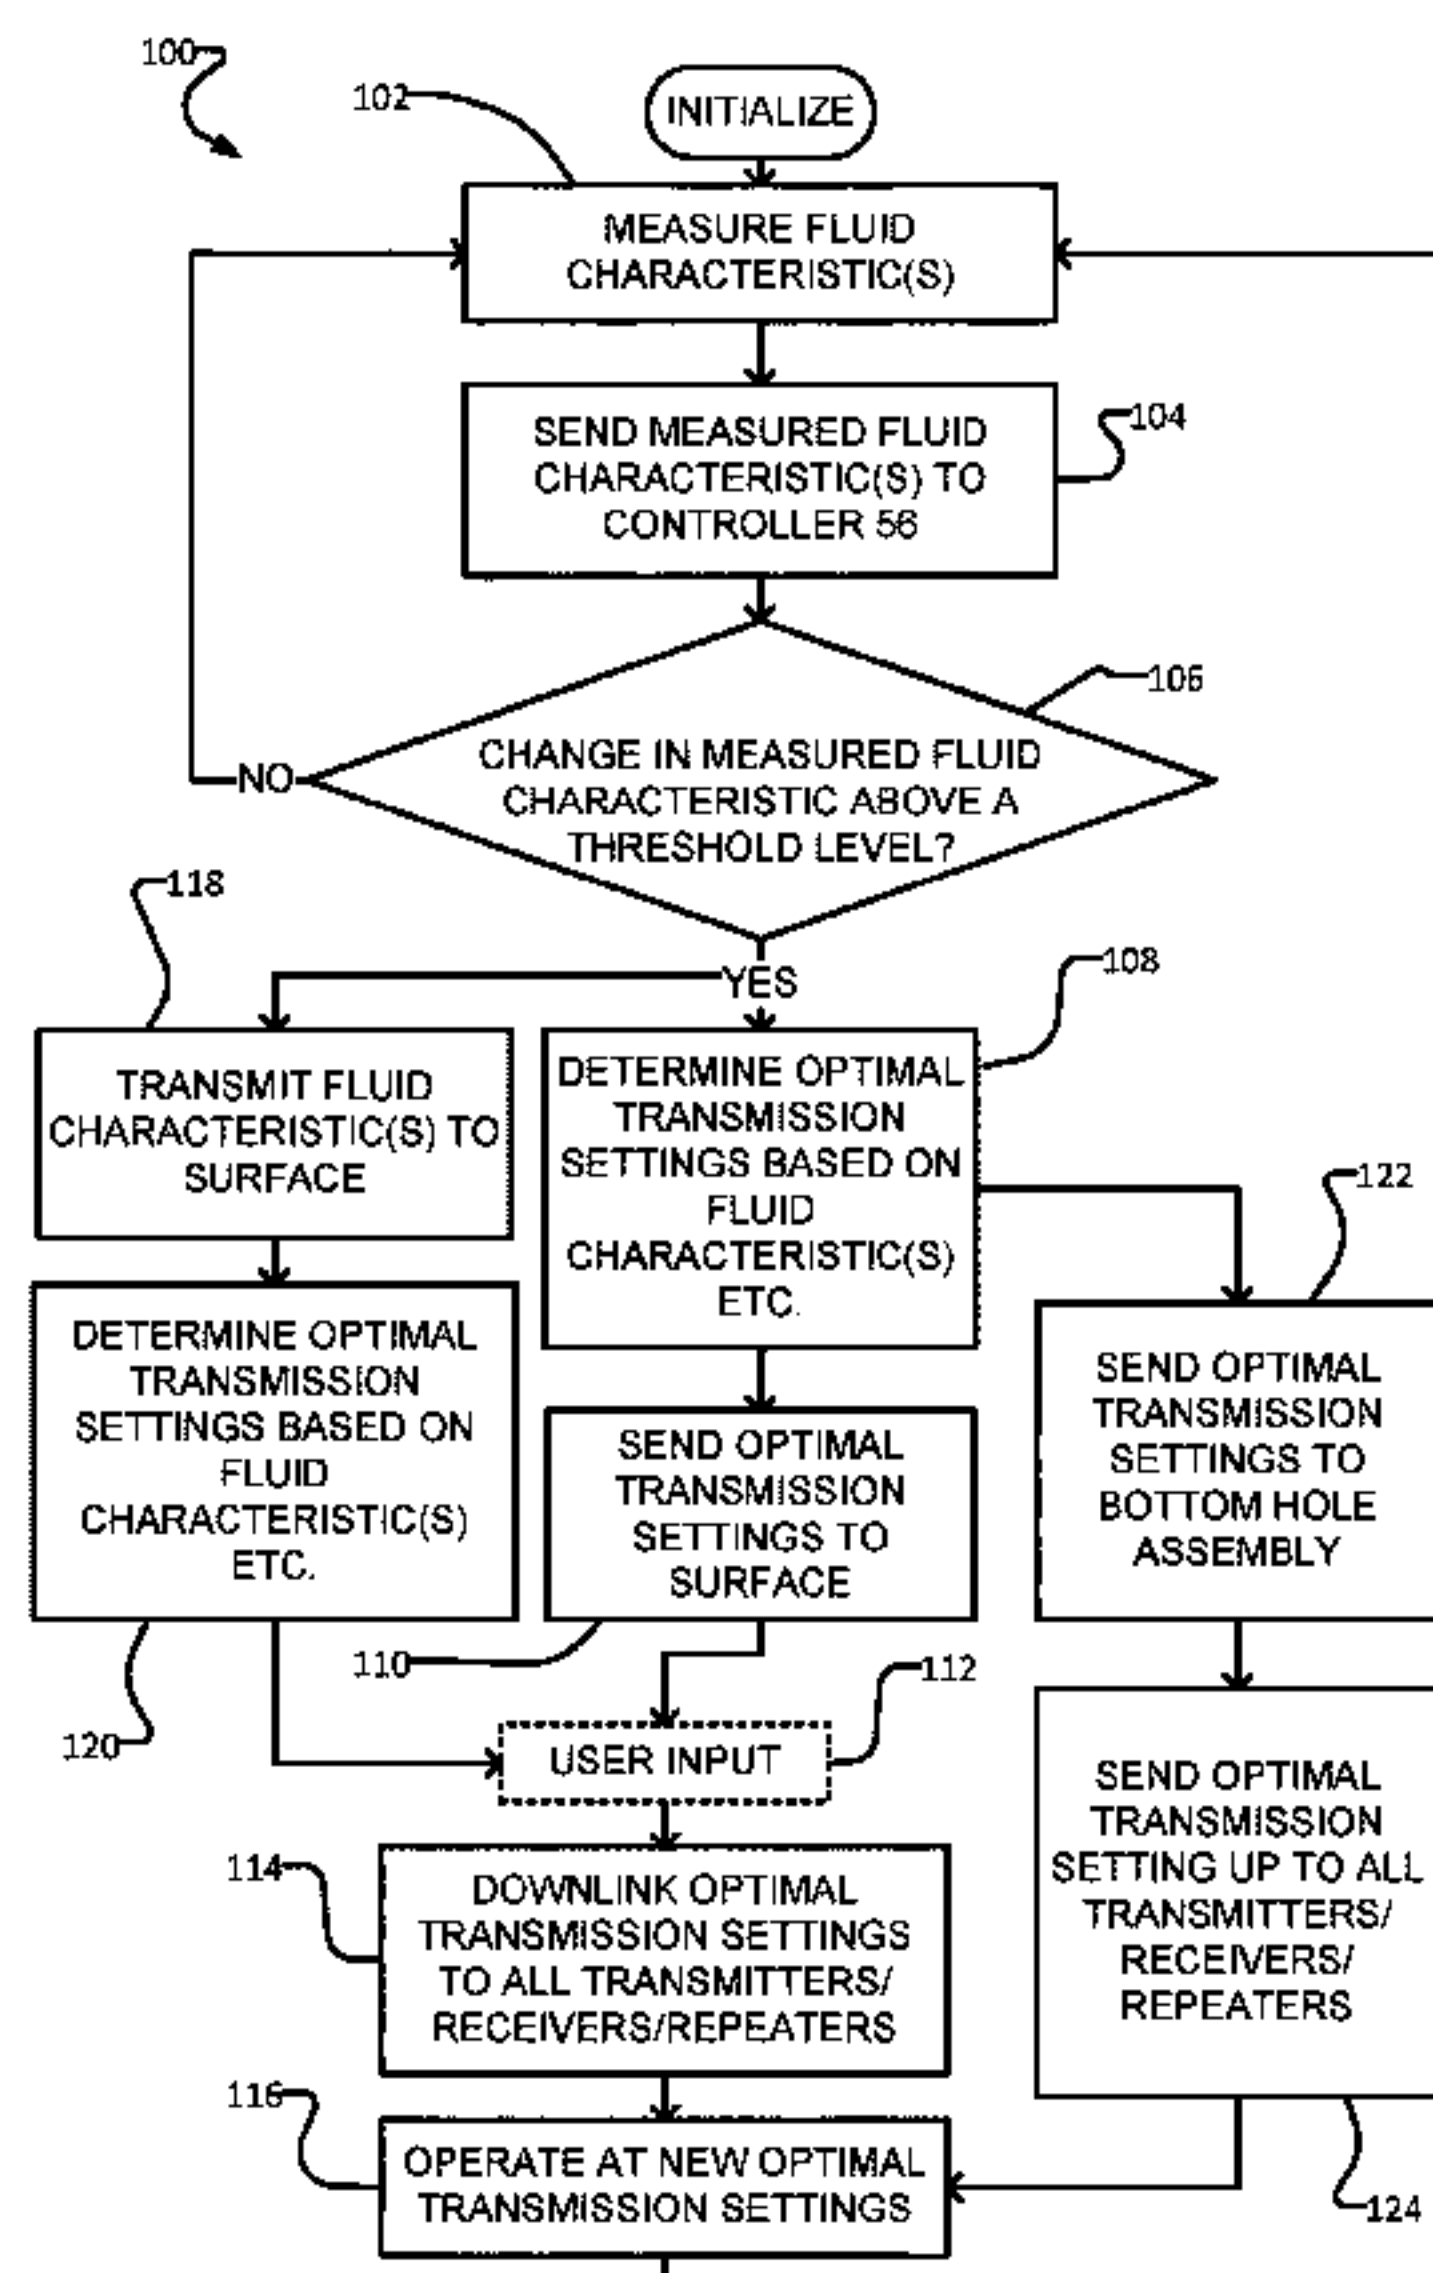 100
102
INITIALIZE
MEASURE FLUID
CHARACTERISTIC(S)
SEND MEASURED FLUID
CHARACTERISTIC(S) TO
CONTROLLER 56
104
106
CHANGE IN MEASURED FLUID
CHARACTERISTIC ABOVE A
THRESHOLD LEVEL?
NO
YES
118
108
TRANSMIT FLUID
CHARACTERISTIC(S) TO
SURFACE
DETERMINE OPTIMAL
TRANSMISSION
SETTINGS BASED ON
FLUID
CHARACTERISTIC(S)
ETC.
122
DETERMINE OPTIMAL
TRANSMISSION
SETTINGS BASED ON
FLUID
CHARACTERISTIC(S)
ETC.
SEND OPTIMAL
TRANSMISSION
SETTINGS TO
SURFACE
SEND OPTIMAL
TRANSMISSION
SETTINGS TO
BOTTOM HOLE
ASSEMBLY
120
110
112
USER INPUT
SEND OPTIMAL
TRANSMISSION
SETTING UP TO ALL
TRANSMITTERS/
RECEIVERS/
REPEATERS
114
DOWNLINK OPTIMAL
TRANSMISSION SETTINGS
TO ALL TRANSMITTERS/
RECEIVERS/REPEATERS
116
OPERATE AT NEW OPTIMAL
TRANSMISSION SETTINGS
124